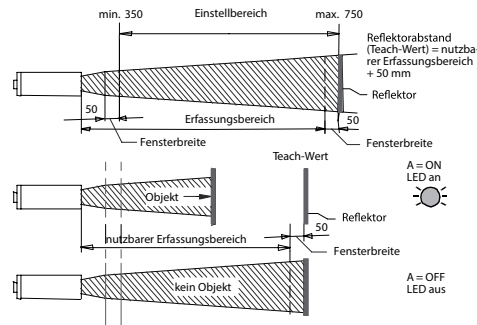 min. 350
Einstellbereich
max. 750
Reflektorabstand
(Teach-Wert) = nutzba-
rer Erfassungsbereich
+ 50 mm
Reflektor
50
Erfassungsbereich
50
Fensterbreite
Fensterbreite
Teach-Wert
A = ON
LED an
Objekt
Reflektor
50
nutzbarer Erfassungsbereich
Fensterbreite
kein Objekt
A = OFF
LED aus